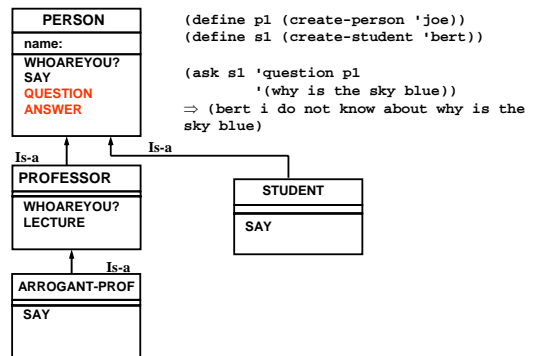 PERSON
name:
WHOAREYOU?
SAY
QUESTION
ANSWER
(define p1 (create-person 'joe))
(define s1 (create-student 'bert))
(ask s1 'question p1
'(why is the sky blue))
⇒ (bert i do not know about why is the
sky blue)
Is-a
Is-a
PROFESSOR
WHOAREYOU?
LECTURE
STUDENT
SAY
Is-a
ARROGANT-PROF
SAY